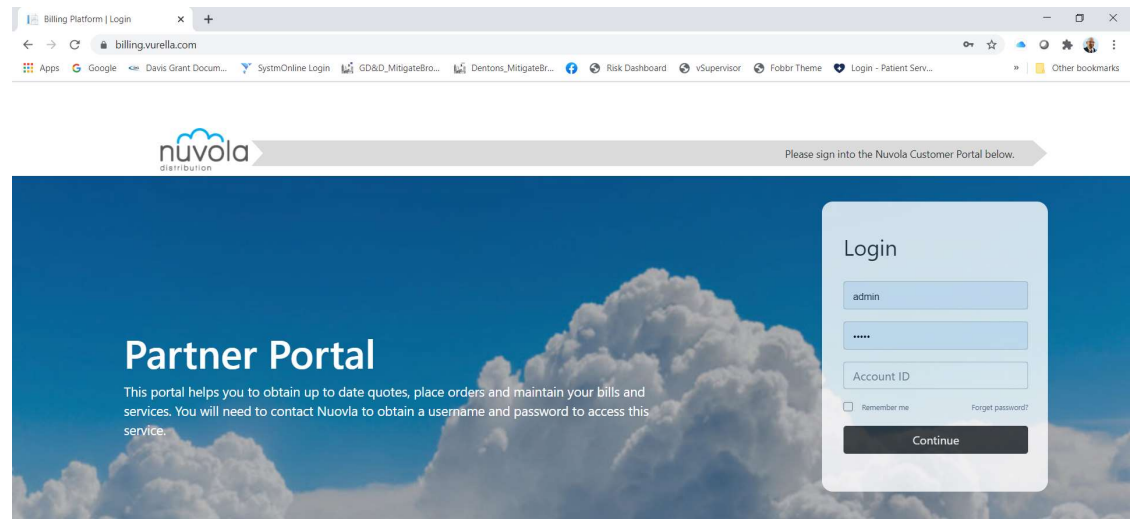 Billing Platform | Login
billing.vurella.com
Apps Google Davis Grant Docum... SystmOnline Login GD&D_MitigateBro... Dentons_MitigateBr... Risk Dashboard vSupervisor Fobbr Theme Login - Patient Serv... » Other bookmarks
nuvola
distribution
Please sign into the Nuvola Customer Portal below.
Login
admin
•••••
Account ID
Remember me Forget password?
Continue
Partner Portal
This portal helps you to obtain up to date quotes, place orders and maintain your bills and
services. You will need to contact Nuovla to obtain a username and password to access this
service.